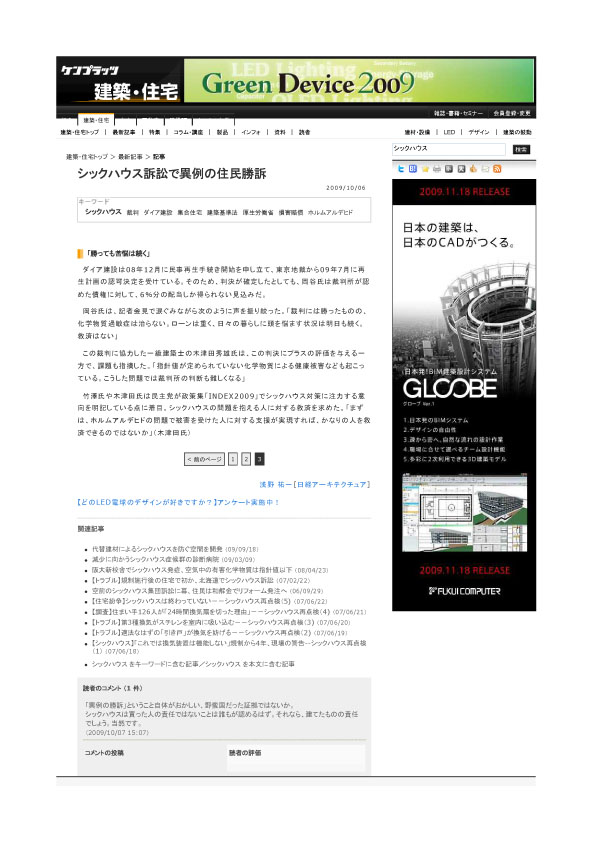 ケンプラッツ
建築・住宅
LED Lighting
Green Device 2009
OLED Lighting
雑誌・書籍・セミナー | 会員登録・変更
建築・住宅
建築・住宅トップ | 最新記事 | 特集 | コラム・講座 | 製品 | インフォ | 資料 | 読者
建材・設備 | LED | デザイン | 建築の鼓動
建築・住宅トップ > 最新記事 > 記事
シックハウス
検索
シックハウス訴訟で異例の住民勝訴
2009/10/06
キーワード
シックハウス 裁判 ダイア建設 集合住宅 建築基準法 厚生労働省 損害賠償 ホルムアルデヒド
「勝っても苦悩は続く」
ダイア建設は08年12月に民事再生手続き開始を申し立て、東京地裁から09年7月に再
生計画の認可決定を受けている。そのため、判決が確定したとしても、岡谷氏は裁判所が認
めた債権に対して、6%分の配当しか得られない見込みだ。
岡谷氏は、記者会見で涙ぐみながら次のように声を振り絞った。「裁判には勝ったものの、
化学物質過敏症は治らない。ローンは重く、日々の暮らしに頭を悩ます状況は明日も続く。
救済はない」
この裁判に協力した一級建築士の木津田秀雄氏は、この判決にプラスの評価を与える一
方で、課題も指摘した。「指針値が定められていない化学物質による健康被害なども起こっ
ている。こうした問題では裁判所の判断も難しくなる」
竹澤氏や木津田氏は民主党が政策集「INDEX2009」でシックハウス対策に注力する意
向を明記している点に着目。シックハウスの問題を抱える人に対する救済を求めた。「まず
は、ホルムアルデヒドの問題で被害を受けた人に対する支援が実現すれば、かなりの人を救
済できるのではないか」(木津田氏)
< 前のページ 1 2 3
浅野 祐一[日経アーキテクチュア]
【どのLED電球のデザインが好きですか?】アンケート実施中!
関連記事
代替建材によるシックハウスを防ぐ空間を開発 (09/09/18)
減少に向かうシックハウス症候群の診断病院 (09/03/09)
阪大新校舎でシックハウス発症、空気中の有害化学物質は指針値以下 (08/04/23)
【トラブル】規制施行後の住宅で初か、北海道でシックハウス訴訟 (07/02/22)
空前のシックハウス集団訴訟に幕、住民は和解金でリフォーム発注へ (06/09/29)
【住宅紛争】シックハウスは終わっていない--シックハウス再点検(5) (07/06/22)
【調査】住まい手126人が「24時間換気扇を切った理由」--シックハウス再点検(4) (07/06/21)
【トラブル】第3種換気がスチレンを室内に吸い込む--シックハウス再点検(3) (07/06/20)
【トラブル】違法なはずの「引き戸」が換気を妨げる--シックハウス再点検(2) (07/06/19)
【シックハウス】「これでは換気装置は機能しない」規制から4年、現場の警告--シックハウス再点検
(1) (07/06/18)
シックハウス をキーワードに含む記事/シックハウス を本文に含む記事
読者のコメント (1 件)
「異例の勝訴」ということ自体がおかしい、野蛮国だった証拠ではないか。
シックハウスは買った人の責任ではないことは誰もが認めるはず。それなら、建てたものの責任
でしょう。当然です。
(2009/10/07 15:07)
コメントの投稿
読者の評価
2009.11.18 RELEASE
日本の建築は、
日本のCADがつくる。
日本発!BIM建築設計システム
GLOOBE
グローブ Ver.1
1.日本発のBIMシステム
2.デザインの自由性
3.源から街へ、自然な流れの設計作業
4.職場に合せて選べるチーム設計機能
5.多彩に2次利用できる3D建築モデル
2009.11.18 RELEASE
FUKUI COMPUTER